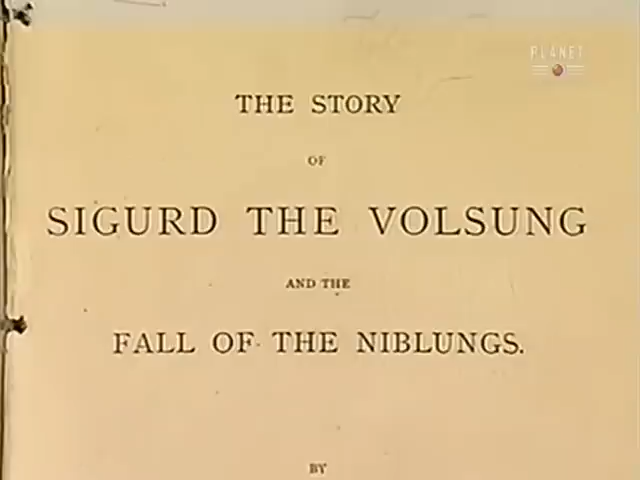 PLANET
THE STORY
OF
SIGURD THE VOLSUNG
AND THE
FALL OF THE NIBLUNGS.
BY